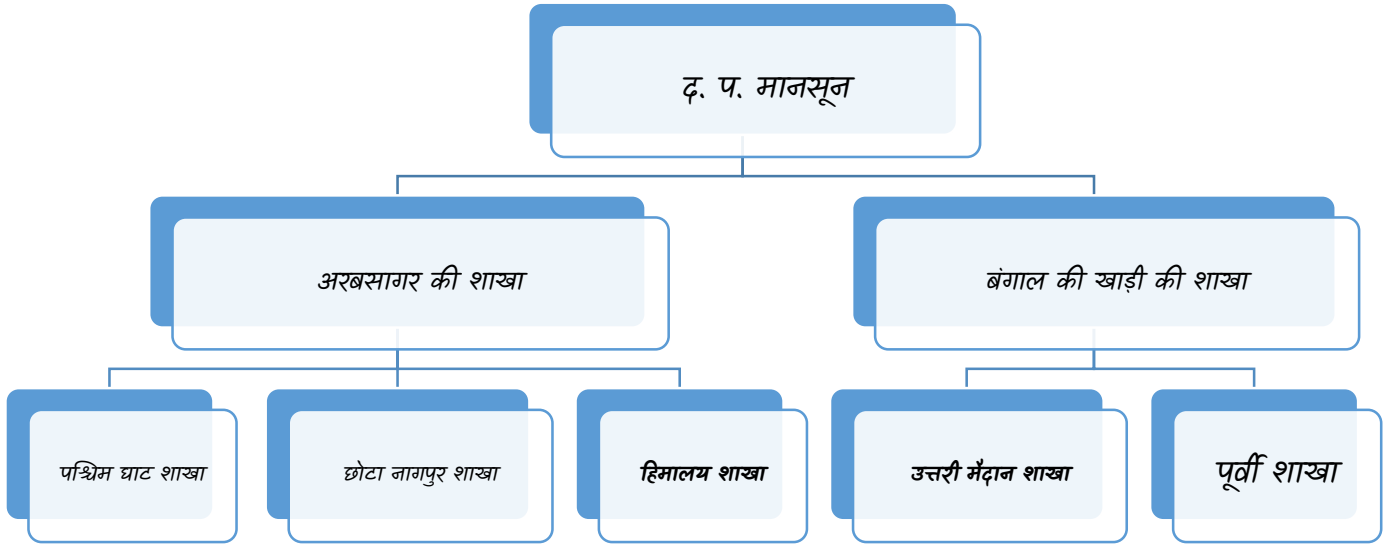 द. प. मानसून
अरबसागर की शाखा
बंगाल की खाड़ी की शाखा
पश्चिम घाट शाखा
छोटा नागपुर शाखा
हिमालय शाखा
उत्तरी मैदान शाखा
पूर्वी शाखा